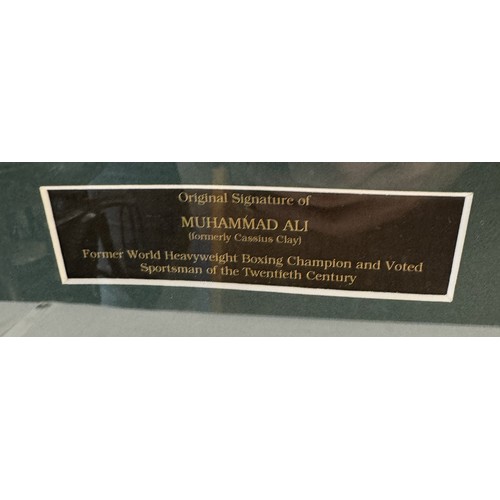 Original Signature of
MUHAMMAD ALI
(formerly Cassius Clay)
Former World Heavyweight Boxing Champion and Voted
Sportsman of the Twentieth Century